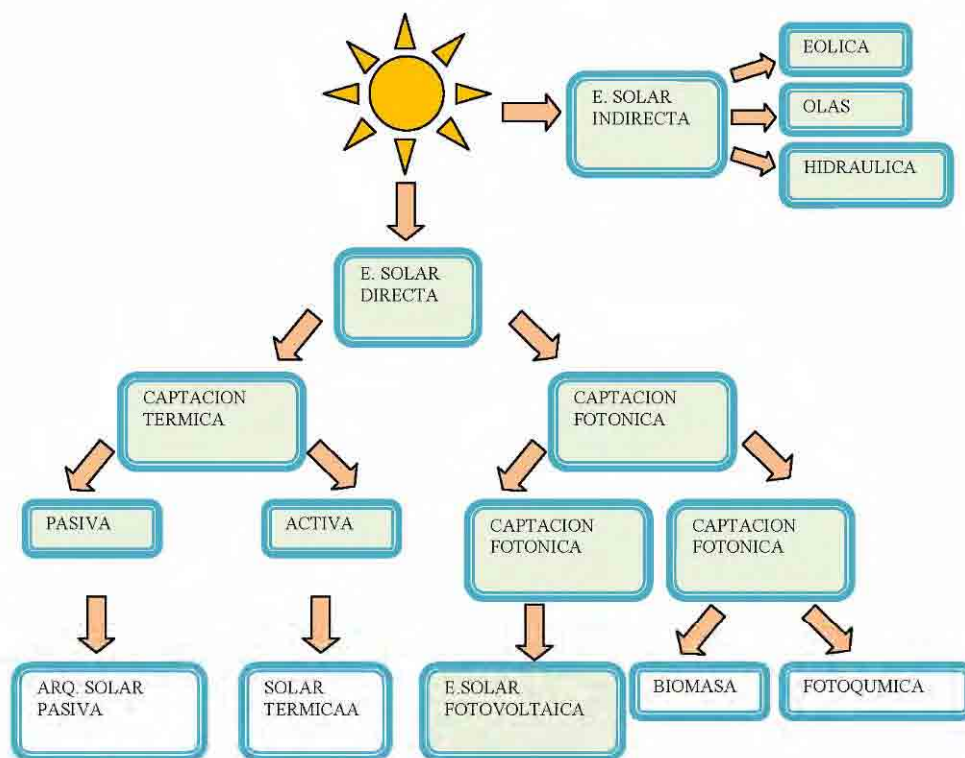 EOLICA
E. SOLAR
INDIRECTA
OLAS
HIDRAULICA
E. SOLAR
DIRECTA
CAPTACION
TERMICA
CAPTACION
FOTONICA
PASIVA
ACTIVA
CAPTACION
FOTONICA
CAPTACION
FOTONICA
ARQ. SOLAR
PASIVA
SOLAR
TERMICAA
E.SOLAR
FOTOVOLTAICA
BIOMASA
FOTOQUMICA